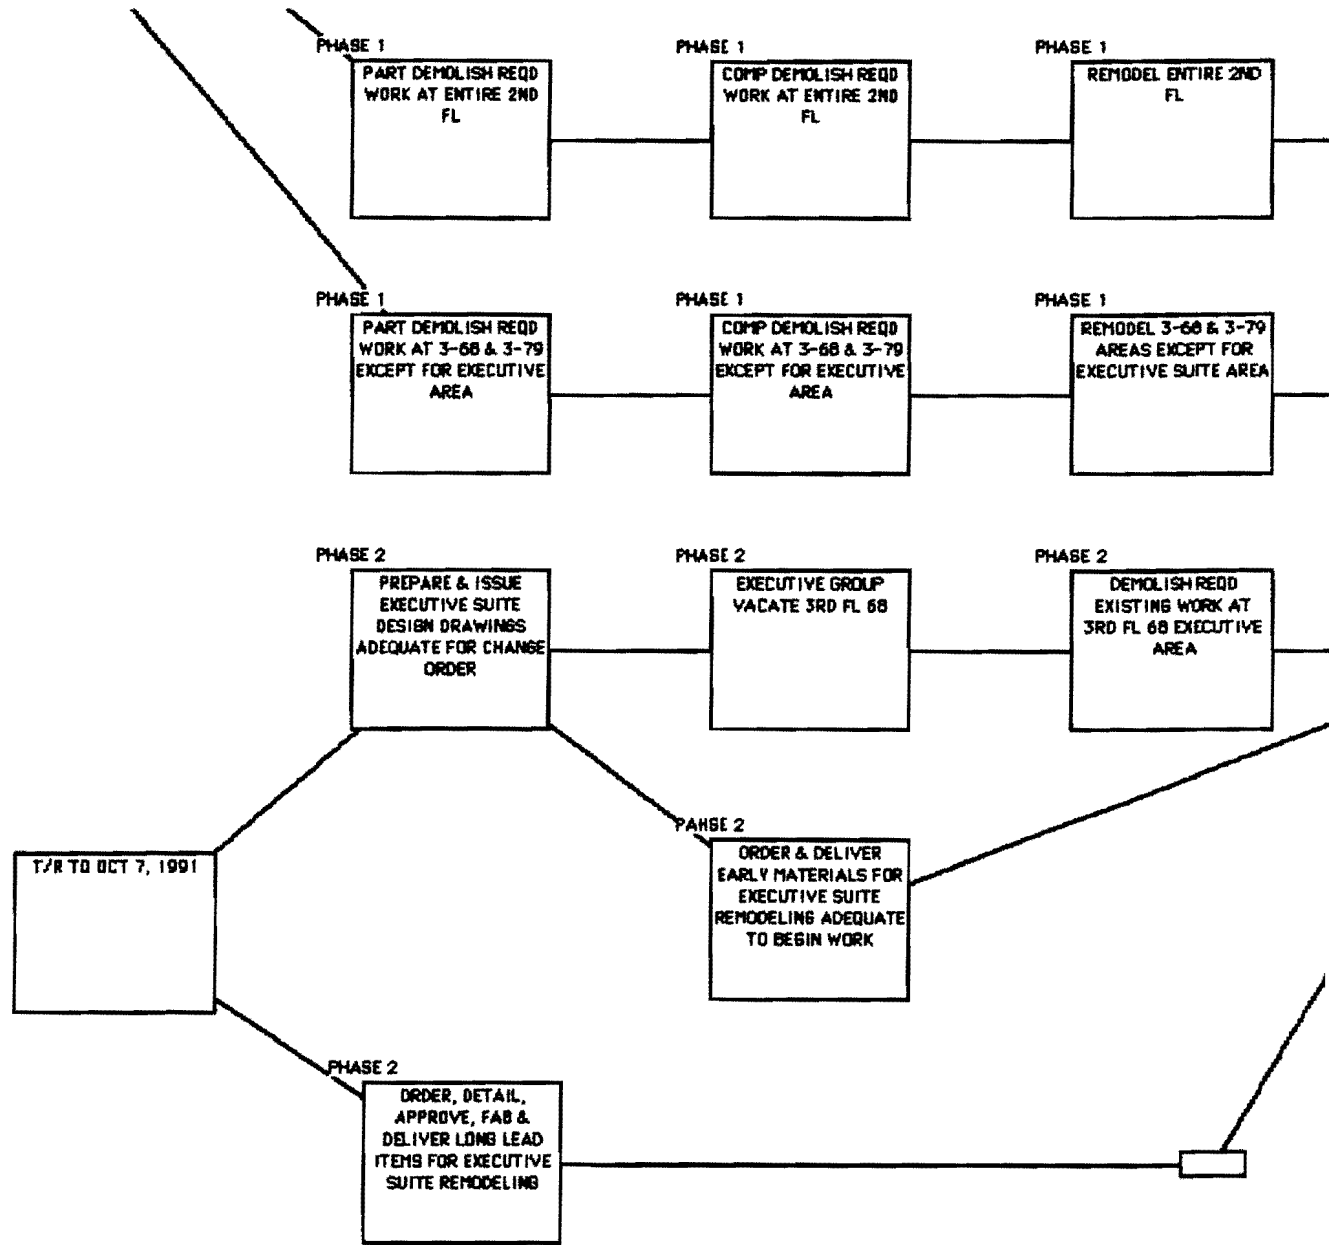 PHASE 1
PART DEMOLISH REQD
WORK AT ENTIRE 2ND
FL
PHASE 1
COMP DEMOLISH REQD
WORK AT ENTIRE 2ND
FL
PHASE 1
REMODEL ENTIRE 2ND
FL
PHASE 1
PART DEMOLISH REQD
WORK AT 3-68 & 3-79
EXCEPT FOR EXECUTIVE
AREA
PHASE 1
COMP DEMOLISH REQD
WORK AT 3-68 & 3-79
EXCEPT FOR EXECUTIVE
AREA
PHASE 1
REMODEL 3-68 & 3-79
AREAS EXCEPT FOR
EXECUTIVE SUITE AREA
PHASE 2
PREPARE & ISSUE
EXECUTIVE SUITE
DESIGN DRAWINGS
ADEQUATE FOR CHANGE
ORDER
PHASE 2
EXECUTIVE GROUP
VACATE 3RD FL 68
PHASE 2
DEMOLISH REQD
EXISTING WORK AT
3RD FL 68 EXECUTIVE
AREA
PAHSE 2
ORDER & DELIVER
EARLY MATERIALS FOR
EXECUTIVE SUITE
REMODELING ADEQUATE
TO BEGIN WORK
T/R TO OCT 7, 1991
PHASE 2
ORDER, DETAIL,
APPROVE, FAB &
DELIVER LONG LEAD
ITEMS FOR EXECUTIVE
SUITE REMODELING